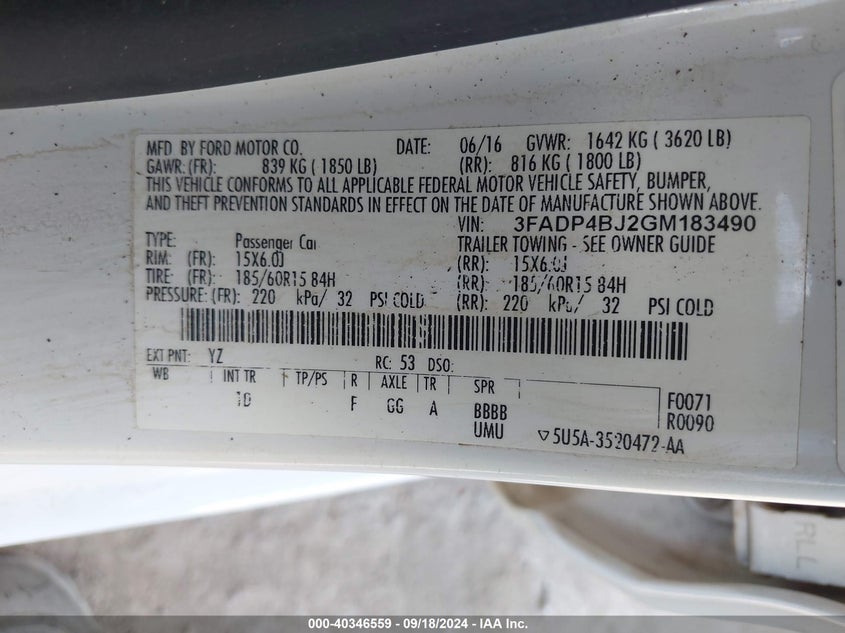 MFD BY FORD MOTOR CO. DATE: 06/16 GVWR: 1642 KG ( 3620 LB)
GAWR: (FR): 839 KG ( 1850 LB) (RR): 816 KG ( 1800 LB)
THIS VEHICLE CONFORMS TO ALL APPLICABLE FEDERAL MOTOR VEHICLE SAFETY, BUMPER,
AND THEFT PREVENTION STANDARDS IN EFFECT ON THE DATE OF MANUFACTURE SHOWN ABOVE.
VIN: 3FADP4BJ2GM183490
TYPE: Passenger Car TRAILER TOWING - SEE OWNER GUIDE
RIM: (FR): 15X6.0J (RR): 15X6.0J
TIRE: (FR): 185/60R15 84H (RR): 185/60R15 84H
PRESSURE: (FR): 220 kPa/ 32 PSI COLD (RR): 220 kPa/ 32 PSI COLD
EXT PNT: YZ RC: 53 DSO:
WB INT TR TP/PS R AXLE TR SPR F0071
1D F GG A BBBB R0090
UMU ▽5U5A-3520472-AA
RLL
000-40346559 - 09/18/2024 - IAA Inc.